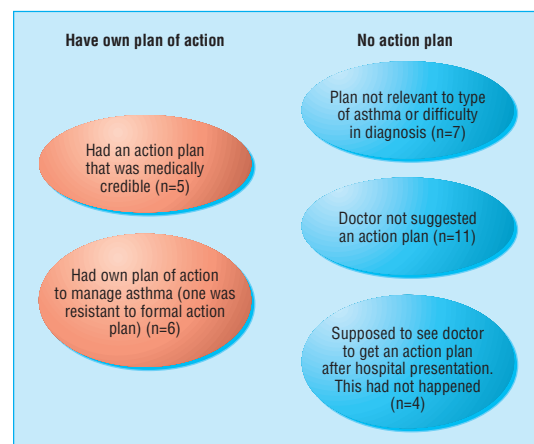 Have own plan of action
Had an action plan
that was medically
credible (n=5)
Had own plan of action
to manage asthma (one was
resistant to formal action
plan) (n=6)
No action plan
Plan not relevant to type
of asthma or difficulty
in diagnosis (n=7)
Doctor not suggested
an action plan (n=11)
Supposed to see doctor
to get an action plan
after hospital presentation.
This had not happened
(n=4)